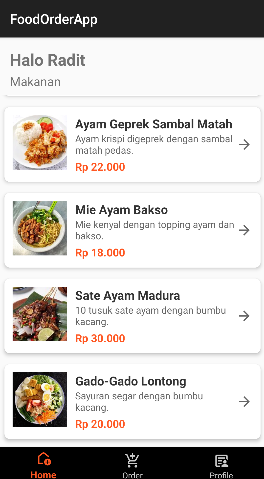 FoodOrderApp
Halo Radit
Makanan
Ayam Geprek Sambal Matah
Ayam krispi digeprek dengan sambal
matah pedas.
Rp 22.000
Mie Ayam Bakso
Mie kenyal dengan topping ayam dan
bakso.
Rp 18.000
Sate Ayam Madura
10 tusuk sate ayam dengan bumbu
kacang.
Rp 30.000
Gado-Gado Lontong
Sayuran segar dengan bumbu
kacang.
Rp 20.000
Home
Order
Profile